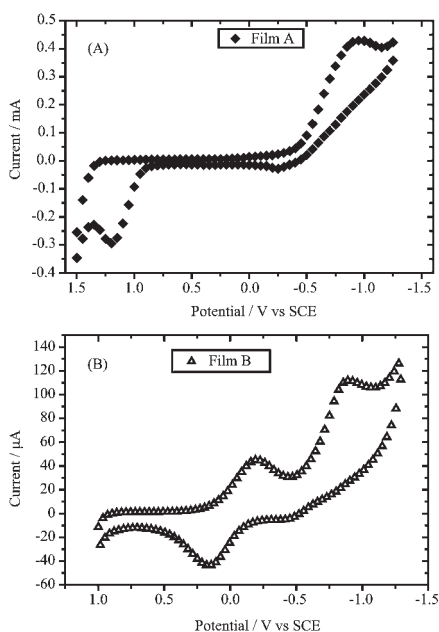 (A)
Film A
Current / mA
0.5
0.4
0.3
0.2
0.1
0.0
-0.1
-0.2
-0.3
0.4
1.5 1.0 0.5 0.0 -0.5 -1.0 -1.5
Potential / V vs SCE
(B)
Film B
Current / µA
140
120
100
80
60
40
20
0
-20
-40
-60
1.0 0.5 0.0 -0.5 -1.0 -1.5
Potential / V vs SCE